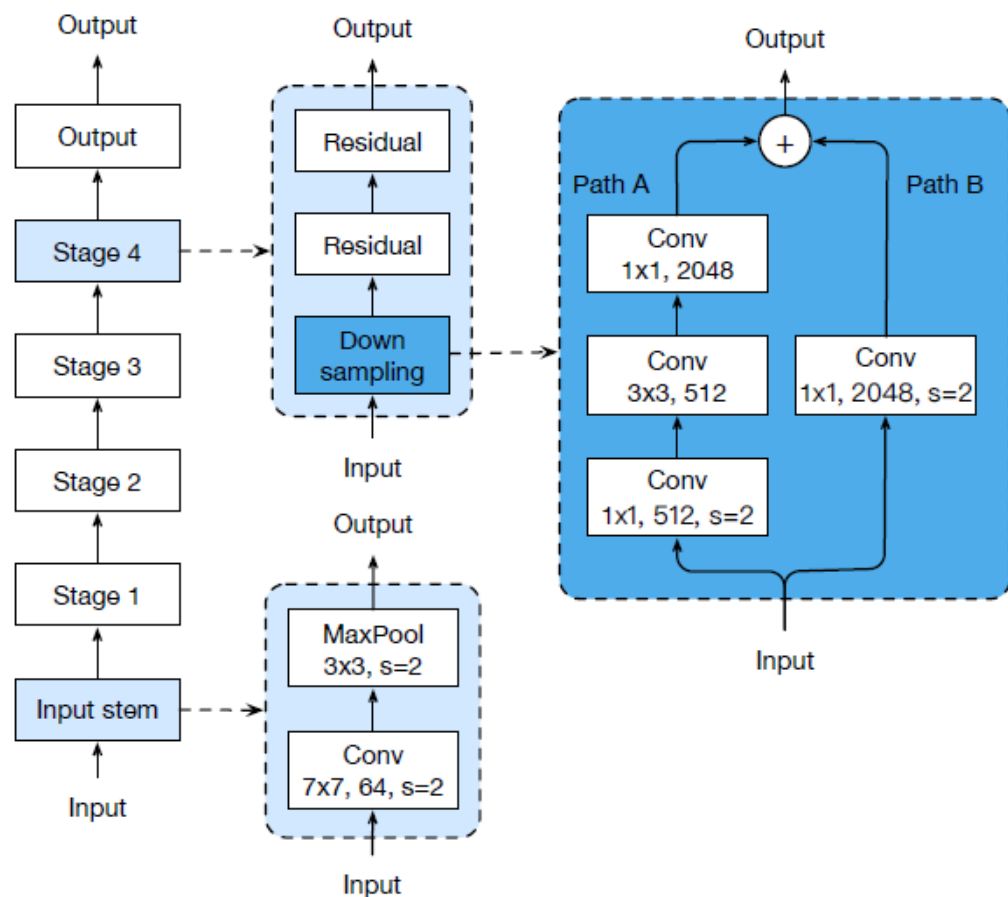 Output
Output
Stage 4
Stage 3
Stage 2
Stage 1
Input stem
Input
Output
Residual
Residual
Down
sampling
Input
Output
MaxPool
3x3, s=2
Conv
7x7, 64, s=2
Input
Output
Path A
Path B
Conv
1x1, 2048
Conv
3x3, 512
Conv
1x1, 512, s=2
Conv
1x1, 2048, s=2
+
Input